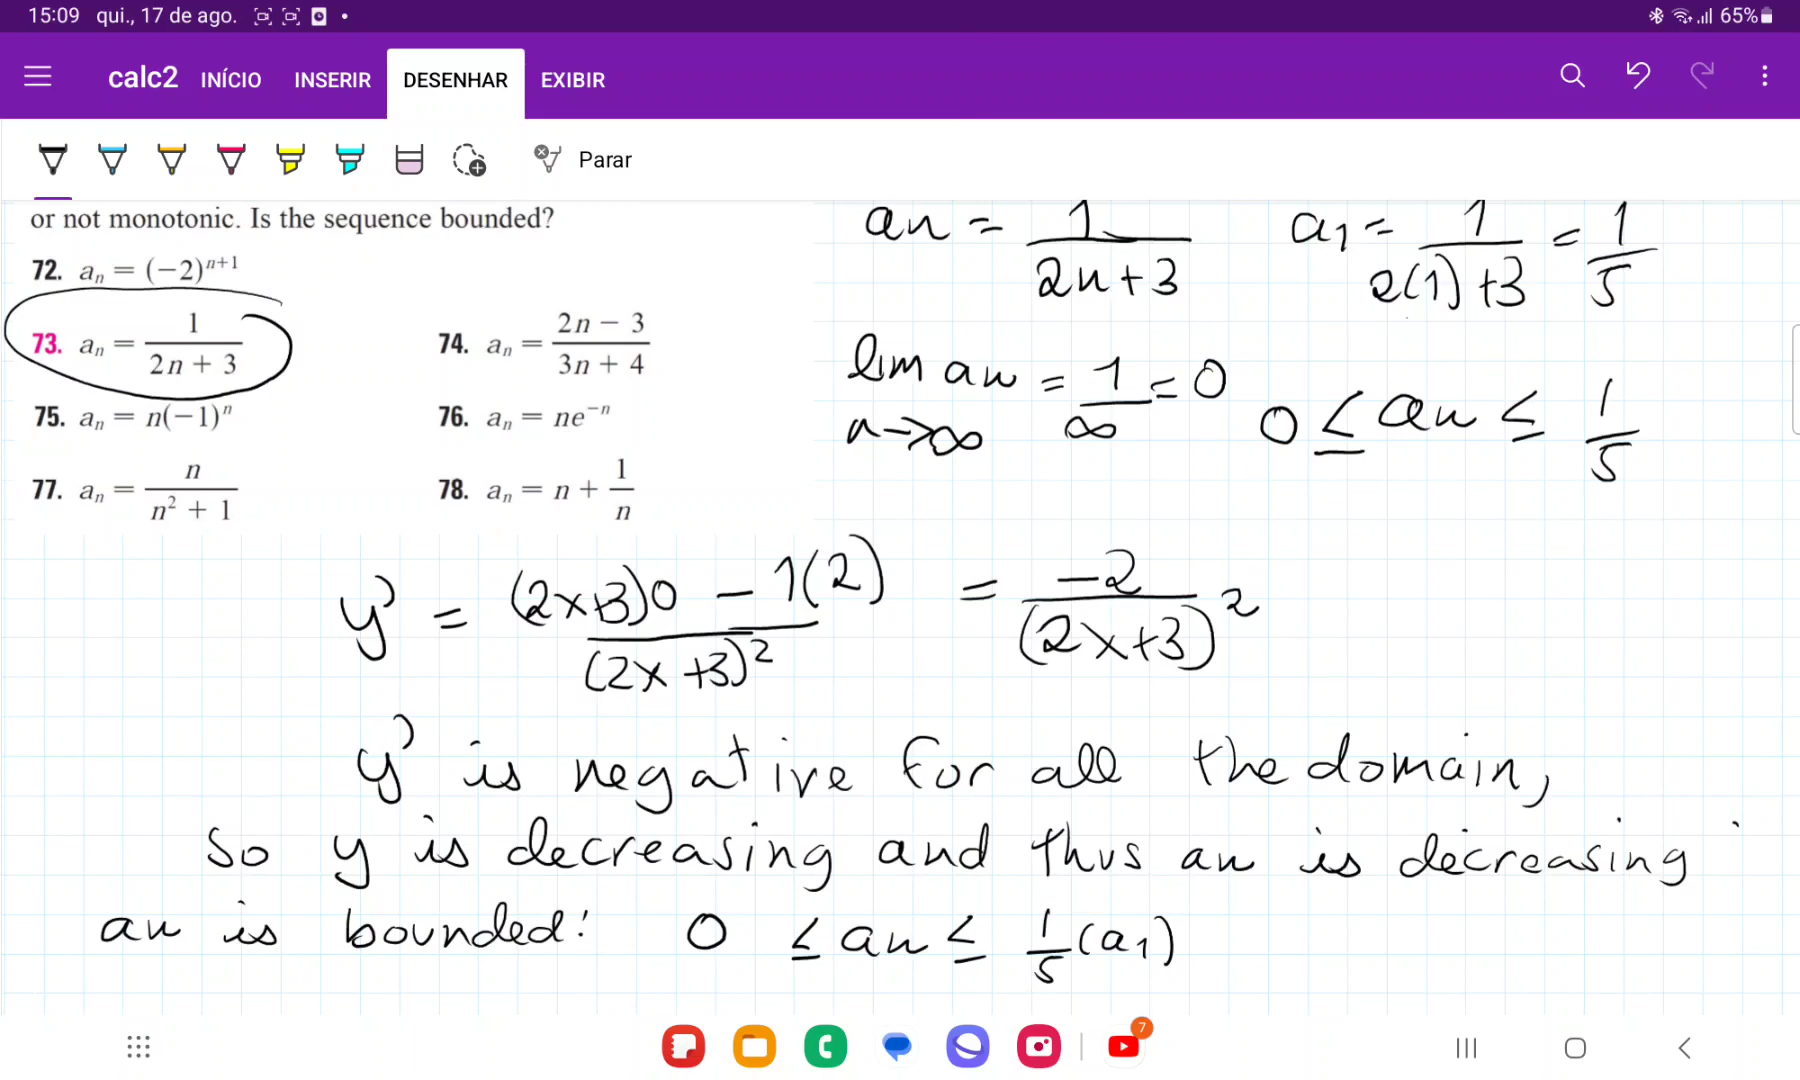 15:09 qui., 17 de ago. 65%
calc2 INÍCIO INSERIR DESENHAR EXIBIR
Parar
or not monotonic. Is the sequence bounded?
72. aₙ = (−2)ⁿ⁺¹
73. aₙ = 1/(2n + 3)
74. aₙ = (2n − 3)/(3n + 4)
75. aₙ = n(−1)ⁿ
76. aₙ = ne⁻ⁿ
77. aₙ = n/(n² + 1)
78. aₙ = n + 1/n
an = 1/(2n+3) a₁ = 1/(2(1)+3) = 1/5
lim an = 1/∞ = 0
n→∞
0 ≤ an ≤ 1/5
y' = ((2x+3)0 − 1(2))/(2x+3)² = −2/(2x+3)²
y' is negative for all the domain,
So y is decreasing and thus an is decreasing
an is bounded: 0 ≤ an ≤ 1/5 (a₁)
7